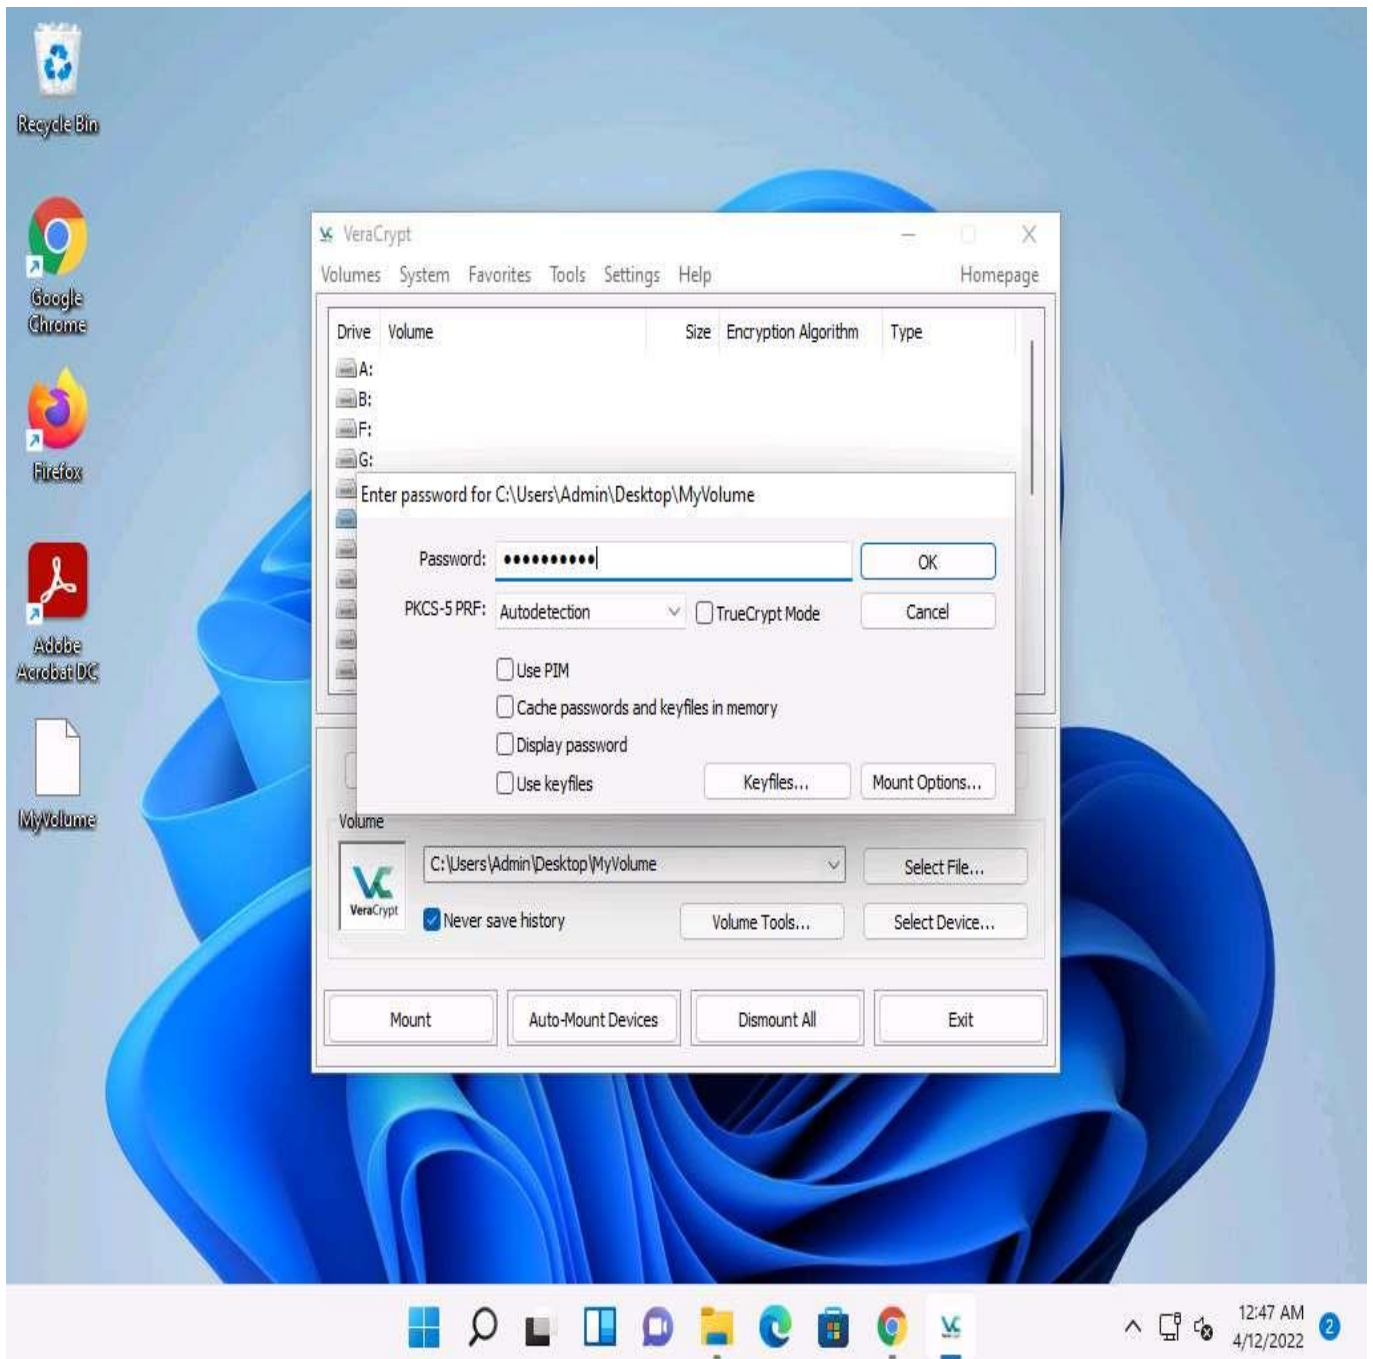 Recycle Bin
Google
Chrome
Firefox
Adobe
Acrobat DC
MyVolume
VeraCrypt
Volumes System Favorites Tools Settings Help Homepage
Drive Volume Size Encryption Algorithm Type
A:
B:
F:
G:
Enter password for C:\Users\Admin\Desktop\MyVolume
Password: ●●●●●●●●●● OK
PKCS-5 PRF: Autodetection TrueCrypt Mode Cancel
Use PIM
Cache passwords and keyfiles in memory
Display password
Use keyfiles Keyfiles... Mount Options...
Volume
C:\Users\Admin\Desktop\MyVolume Select File...
VeraCrypt
Never save history Volume Tools... Select Device...
Mount Auto-Mount Devices Dismount All Exit
12:47 AM
4/12/2022
2